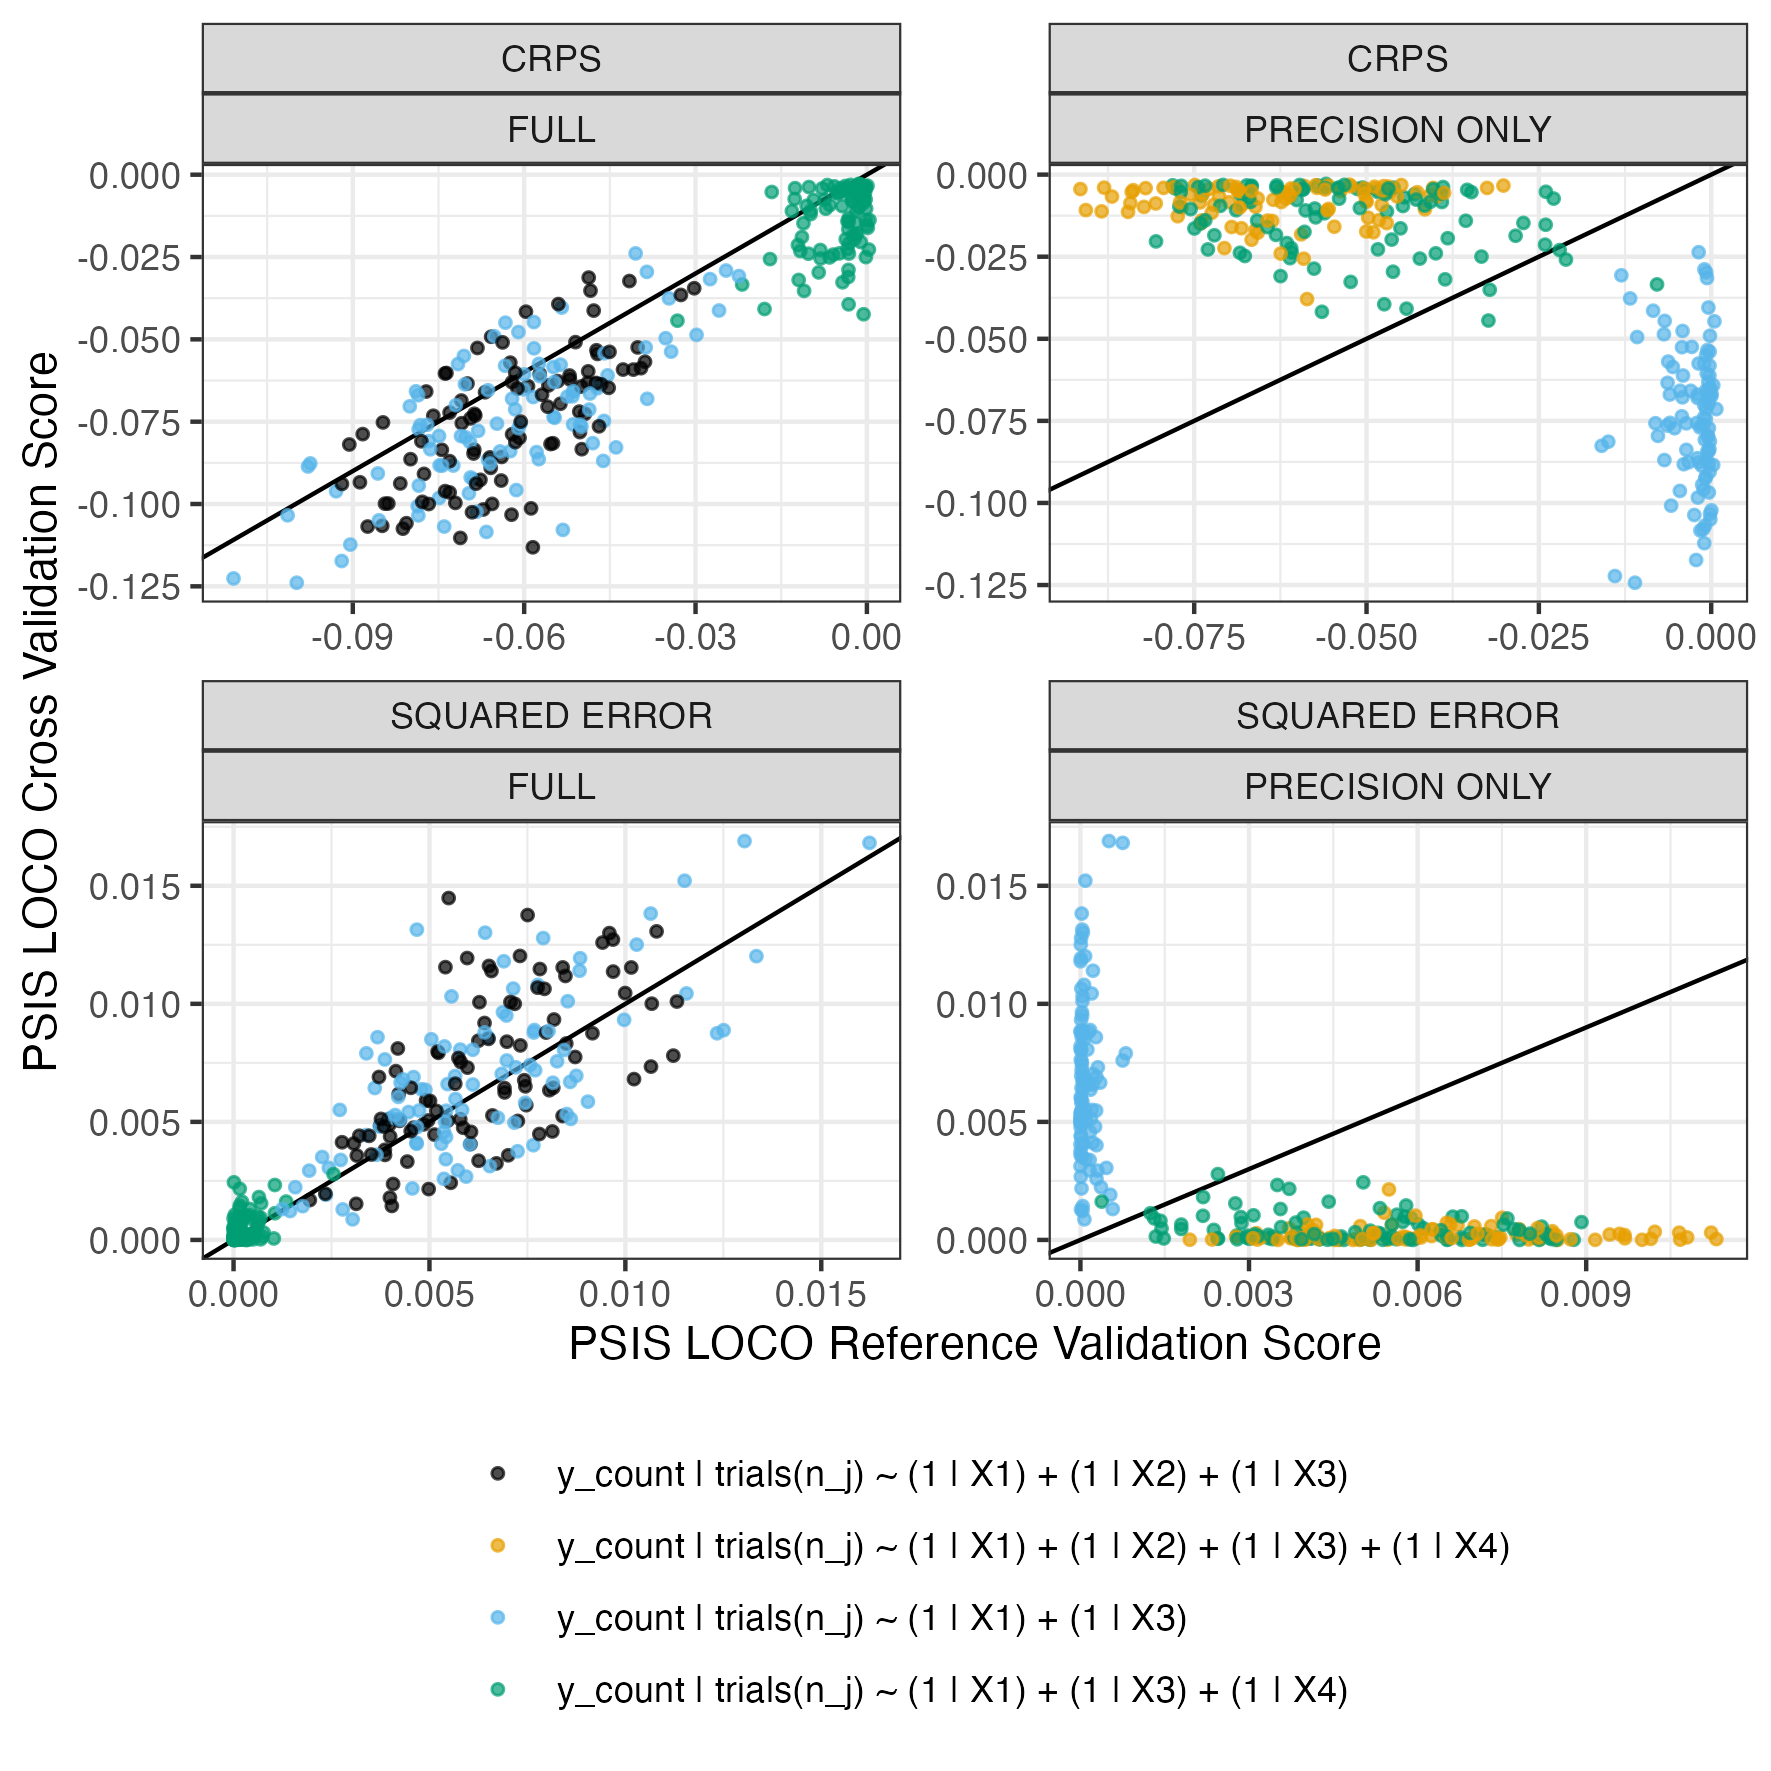 CRPS
FULL
CRPS
PRECISION ONLY
PSIS LOCO Cross Validation Score
0.000
-0.025
-0.050
-0.075
-0.100
-0.125
-0.09
-0.06
-0.03
0.00
0.000
-0.025
-0.050
-0.075
-0.100
-0.125
-0.075
-0.050
-0.025
0.000
SQUARED ERROR
FULL
SQUARED ERROR
PRECISION ONLY
0.015
0.010
0.005
0.000
0.000
0.005
0.010
0.015
0.015
0.010
0.005
0.000
0.000
0.003
0.006
0.009
PSIS LOCO Reference Validation Score
y_count | trials(n_j) ~ (1 | X1) + (1 | X2) + (1 | X3)
y_count | trials(n_j) ~ (1 | X1) + (1 | X2) + (1 | X3) + (1 | X4)
y_count | trials(n_j) ~ (1 | X1) + (1 | X3)
y_count | trials(n_j) ~ (1 | X1) + (1 | X3) + (1 | X4)